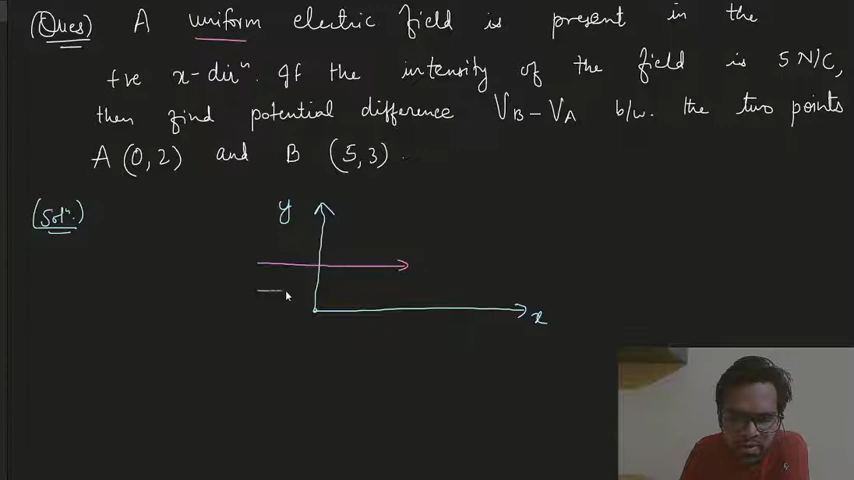 (Ques) A uniform electric field is present in the
+ve x-dirⁿ. If the intensity of the field is 5 N/C,
then find potential difference V_B - V_A b/w. the two points
A (0, 2) and B (5, 3).
(Solⁿ.)
y
x